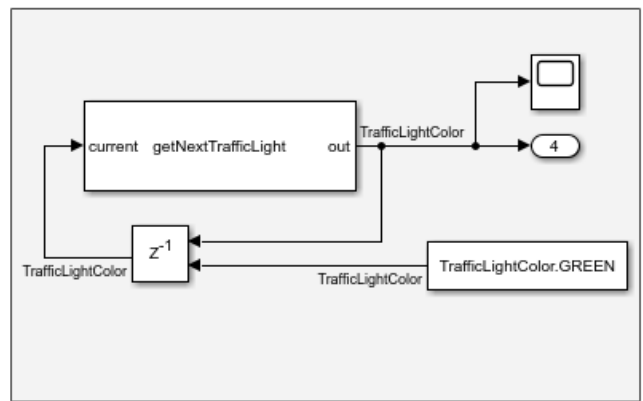 TrafficLightColor
current getNextTrafficLight out
4
z-1
TrafficLightColor
TrafficLightColor.GREEN
TrafficLightColor